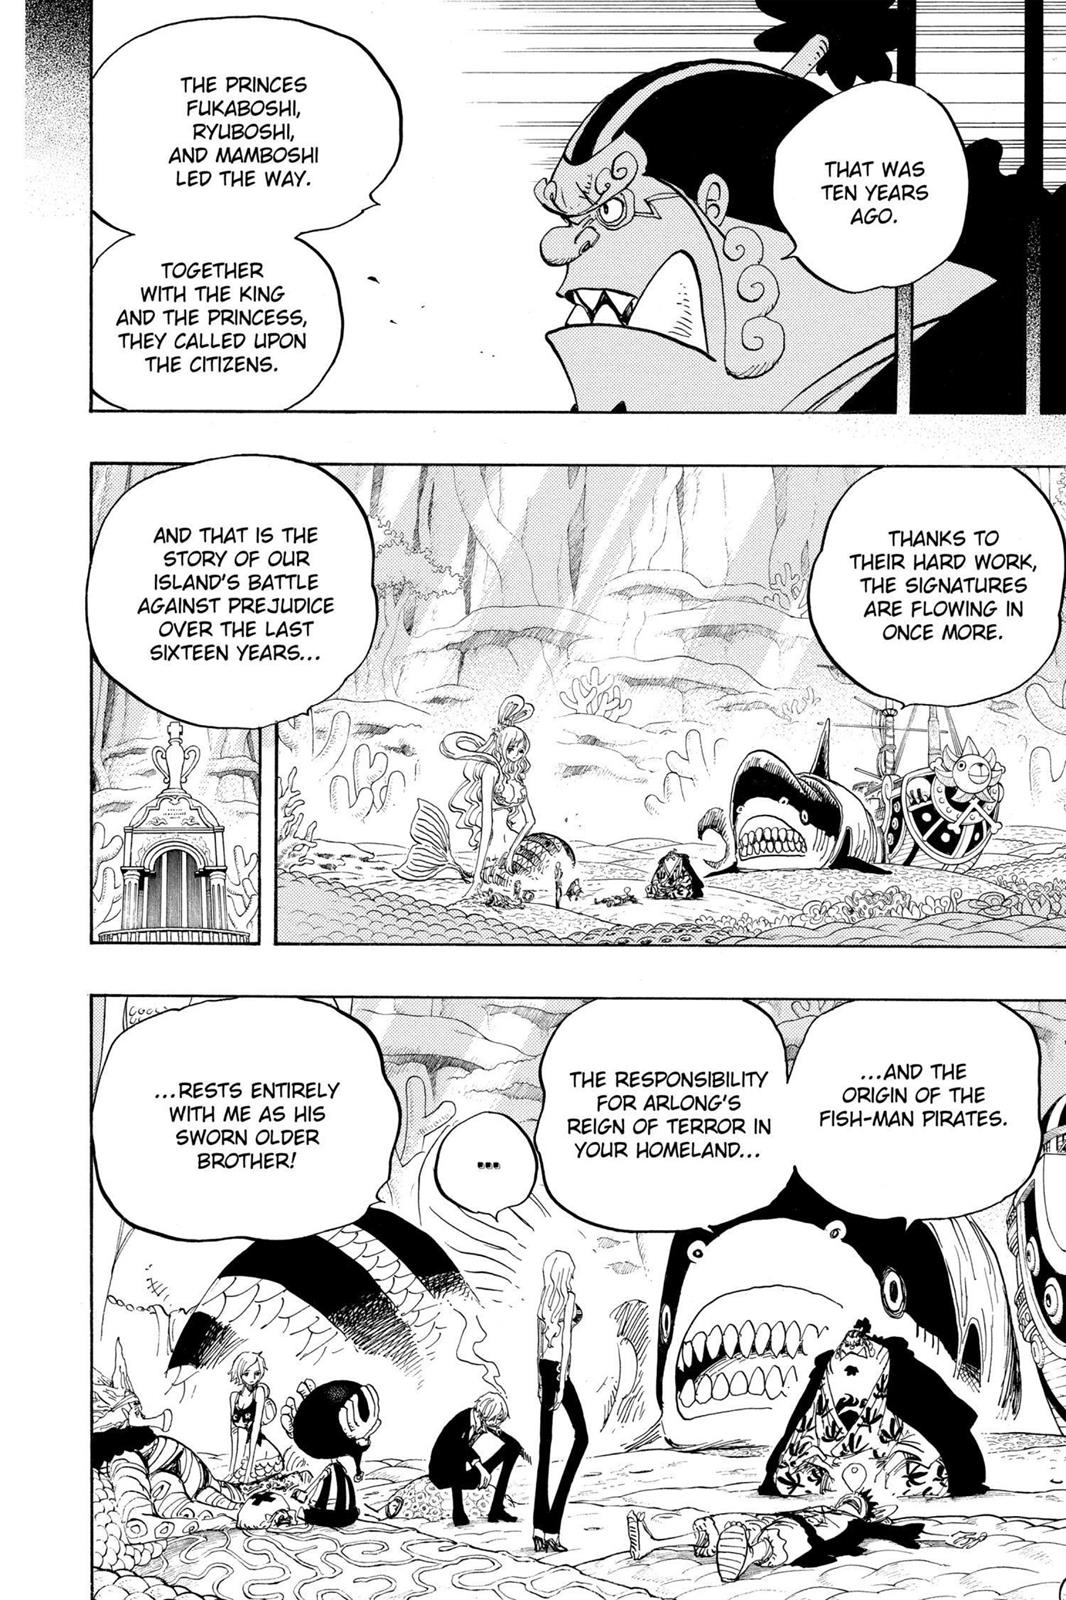 THAT WAS
TEN YEARS
AGO.
THE PRINCES
FUKABOSHI,
RYUBOSHI,
AND MAMBOSHI
LED THE WAY.
TOGETHER
WITH THE KING
AND THE PRINCESS,
THEY CALLED UPON
THE CITIZENS.
THANKS TO
THEIR HARD WORK,
THE SIGNATURES
ARE FLOWING IN
ONCE MORE.
AND THAT IS THE
STORY OF OUR
ISLAND'S BATTLE
AGAINST PREJUDICE
OVER THE LAST
SIXTEEN YEARS...
...AND THE
ORIGIN OF THE
FISH-MAN PIRATES.
THE RESPONSIBILITY
FOR ARLONG'S
REIGN OF TERROR IN
YOUR HOMELAND...
...
...RESTS ENTIRELY
WITH ME AS HIS
SWORN OLDER
BROTHER!